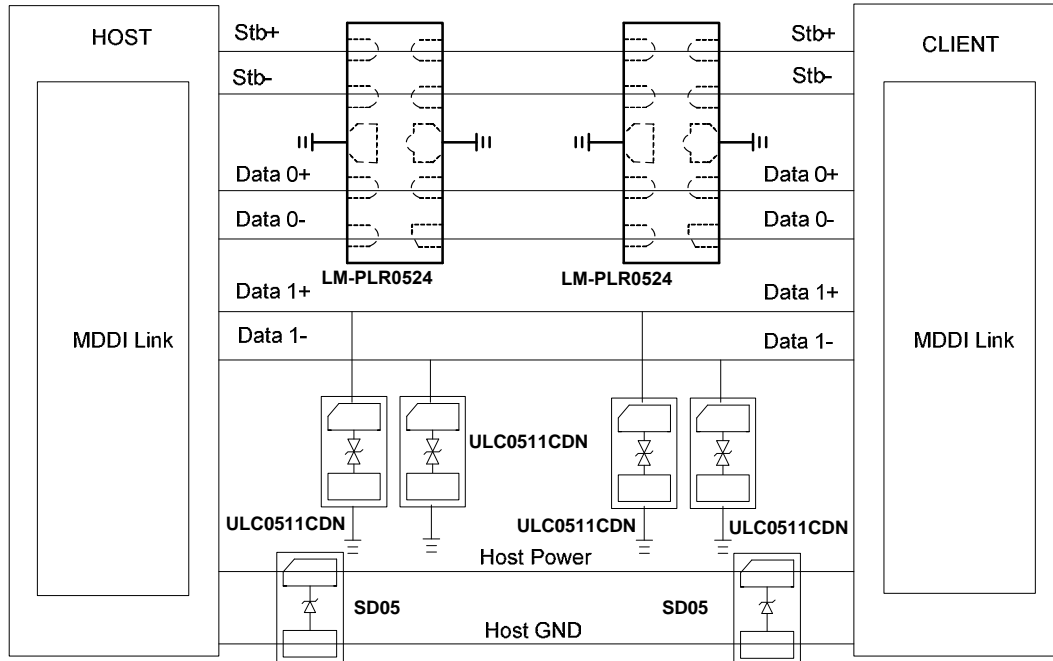 HOST
Stb+
Stb+
CLIENT
Stb-
Stb-
Data 0+
Data 0+
Data 0-
Data 0-
LM-PLR0524
LM-PLR0524
Data 1+
Data 1+
MDDI Link
Data 1-
Data 1-
MDDI Link
ULC0511CDN
ULC0511CDN
ULC0511CDN
ULC0511CDN
Host Power
SD05
SD05
Host GND